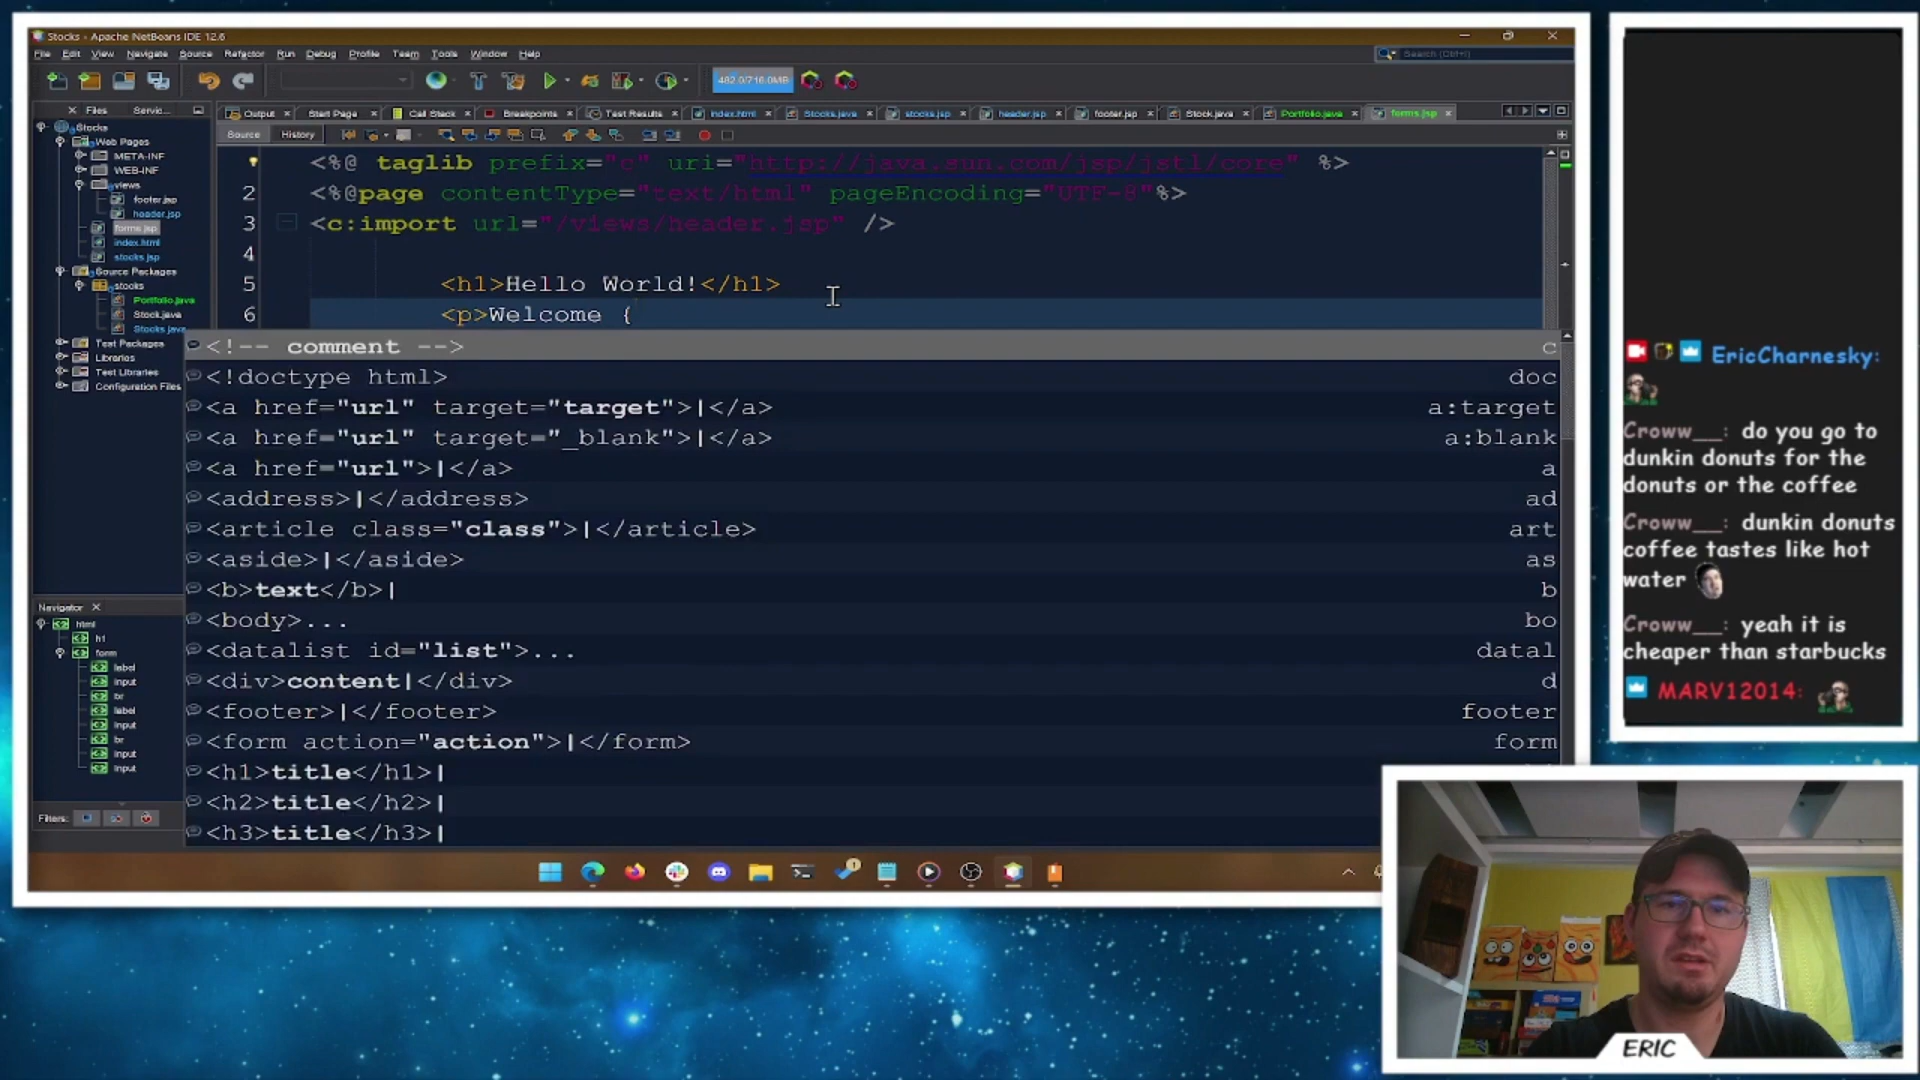 Stocks - Apache NetBeans IDE 12.6
File Edit View Navigate Source Refactor Run Debug Profile Team Tools Window Help
Search (Ctrl+I)
482.0/716.0MB
Files Servic...
Output Start Page Call Stack Breakpoints Test Results index.html Stocks.java stocks.jsp header.jsp footer.jsp Stock.java Portfolio.java forms.jsp
Source History
Stocks
Web Pages
META-INF
WEB-INF
views
footer.jsp
header.jsp
forms.jsp
index.html
stocks.jsp
Source Packages
stocks
Portfolio.java
Stock.java
Stocks.java
Test Packages
Libraries
Test Libraries
Configuration Files
<%@ taglib prefix="c" uri="http://java.sun.com/jsp/jstl/core" %>
2 <%@page contentType="text/html" pageEncoding="UTF-8"%>
3 <c:import url="/views/header.jsp" />
4
5 <h1>Hello World!</h1>
6 <p>Welcome {
<!-- comment --> c
<!doctype html> doc
<a href="url" target="target">|</a> a:target
<a href="url" target="_blank">|</a> a:blank
<a href="url">|</a> a
<address>|</address> ad
<article class="class">|</article> art
<aside>|</aside> as
<b>text</b>| b
<body>... bo
<datalist id="list">... datal
<div>content|</div> d
<footer>|</footer> footer
<form action="action">|</form> form
<h1>title</h1>|
<h2>title</h2>|
<h3>title</h3>|
Navigator
html
h1
form
label
input
br
label
input
br
input
input
Filters:
EricCharnesky:
Croww__: do you go to
dunkin donuts for the
donuts or the coffee
Croww__: dunkin donuts
coffee tastes like hot
water
Croww__: yeah it is
cheaper than starbucks
MARV12014:
ERIC